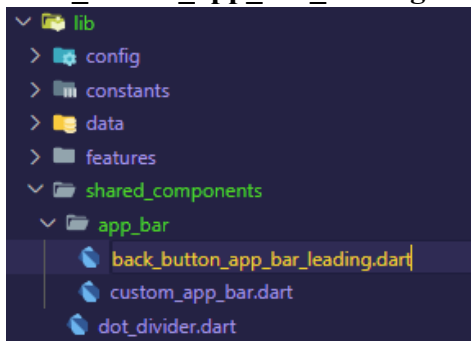 lib
config
constants
data
features
shared_components
app_bar
back_button_app_bar_leading.dart
custom_app_bar.dart
dot_divider.dart